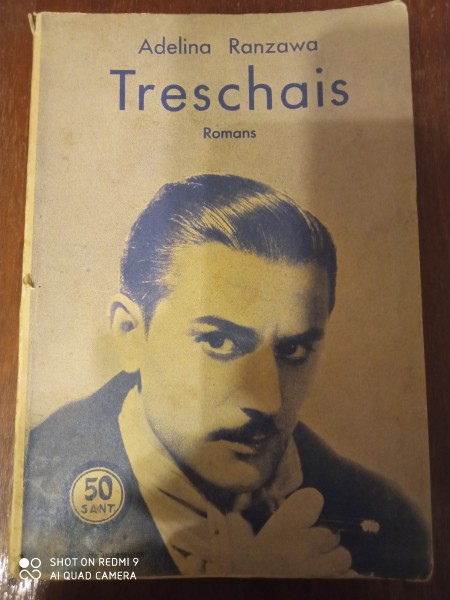 Adelina Ranzawa
Treschais
Romans
50
SANT
SHOT ON REDMI 9
AI QUAD CAMERA